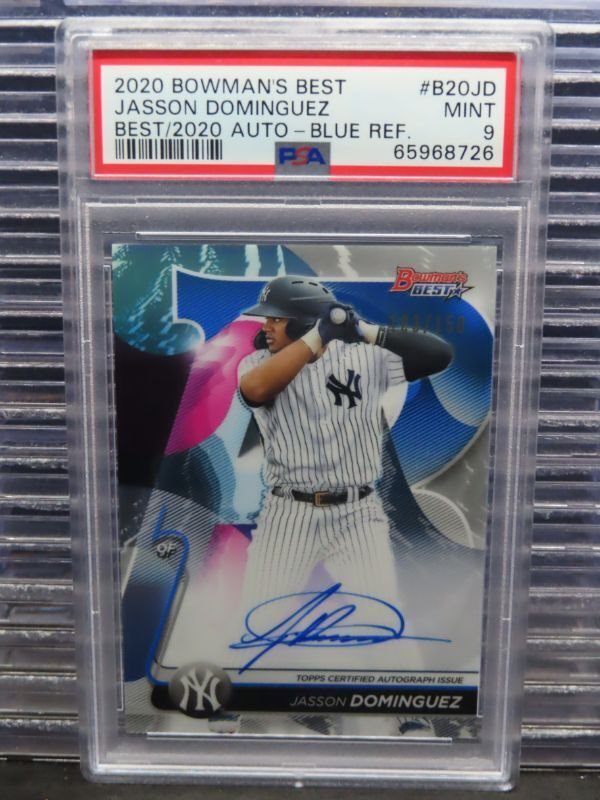 2020 BOWMAN'S BEST #B20JD
JASSON DOMINGUEZ MINT
BEST/2020 AUTO - BLUE REF. 9
PSA 65968726
Bowman's
BEST
NY
OF
TOPPS CERTIFIED AUTOGRAPH ISSUE
NY JASSON DOMINGUEZ